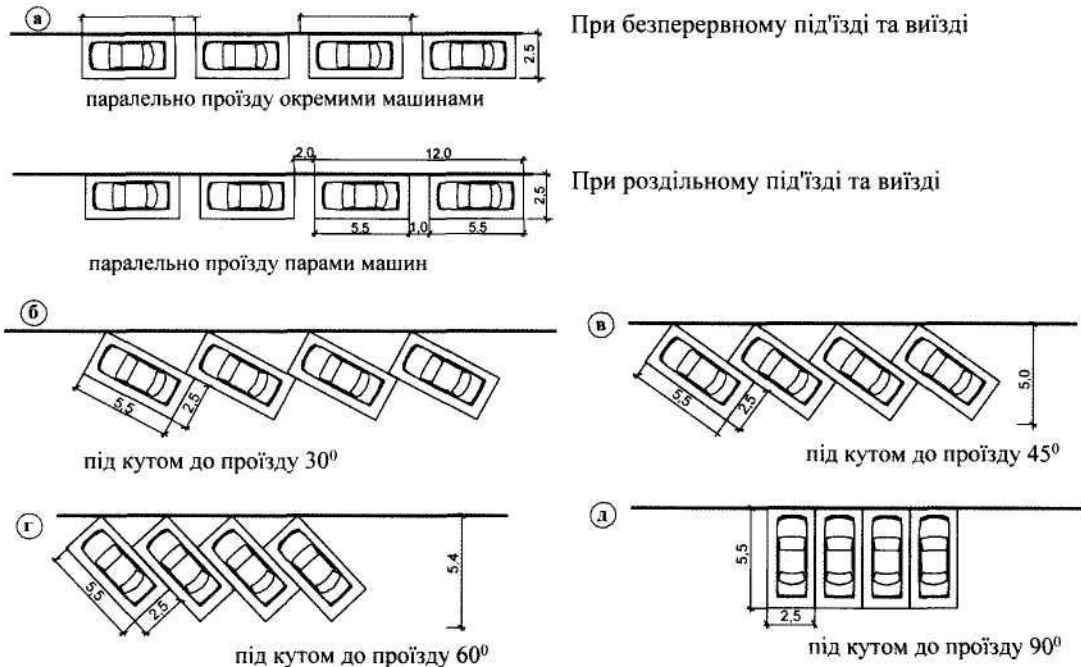 а
При безперервному під'їзді та виїзді
2,5
паралельно проїзду окремими машинами
2,0 12,0
При роздільному під'їзді та виїзді
2,5
5,5 1,0 5,5
паралельно проїзду парами машин
б
5,5 2,5
під кутом до проїзду 30⁰
в
5,5 2,5 5,0
під кутом до проїзду 45⁰
г
5,5 2,5 5,4
під кутом до проїзду 60⁰
д
5,5
2,5
під кутом до проїзду 90⁰